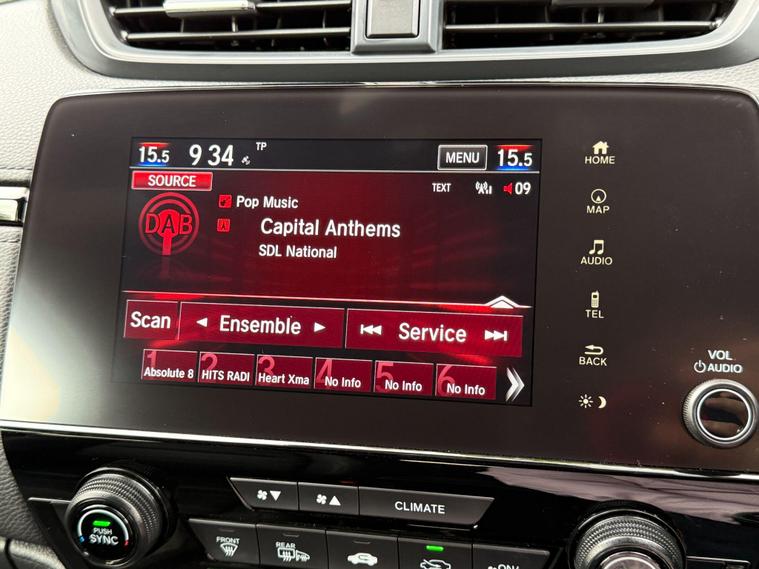 15.5 9 34 TP MENU 15.5
SOURCE
TEXT 09
DAB
Pop Music
Capital Anthems
SDL National
Scan ◄ Ensemble ► Service
1 Absolute 8
2 HITS RADI
3 Heart Xma
4 No Info
5 No Info
6 No Info
HOME
MAP
AUDIO
TEL
BACK
VOL
AUDIO
CLIMATE
PUSH
SYNC
FRONT
REAR